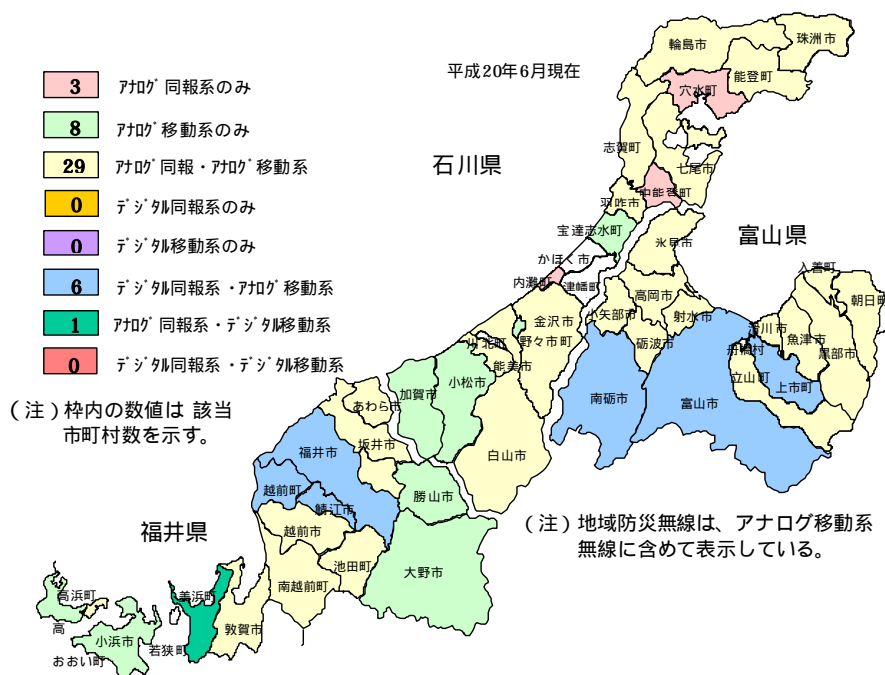 平成20年6月現在
3 アナログ同報系のみ
8 アナログ移動系のみ
29 アナログ同報・アナログ移動系
0 デジタル同報系のみ
0 デジタル移動系のみ
6 デジタル同報系・アナログ移動系
1 アナログ同報系・デジタル移動系
0 デジタル同報系・デジタル移動系
（注）枠内の数値は 該当
市町村数を示す。
石川県
輪島市
珠洲市
能登町
穴水町
志賀町
七尾市
中能登町
羽咋市
宝達志水町
かほく市
内灘町
津幡町
金沢市
野々市町
川北町
能美市
小松市
加賀市
白山市
富山県
氷見市
高岡市
小矢部市
射水市
砺波市
南砺市
富山市
舟橋村
滑川市
立山町
上市町
魚津市
黒部市
入善町
朝日町
福井県
あわら市
坂井市
福井市
越前町
鯖江市
勝山市
越前市
池田町
大野市
南越前町
敦賀市
美浜町
若狭町
小浜市
おおい町
高浜町
高
（注）地域防災無線は、アナログ移動系
無線に含めて表示している。